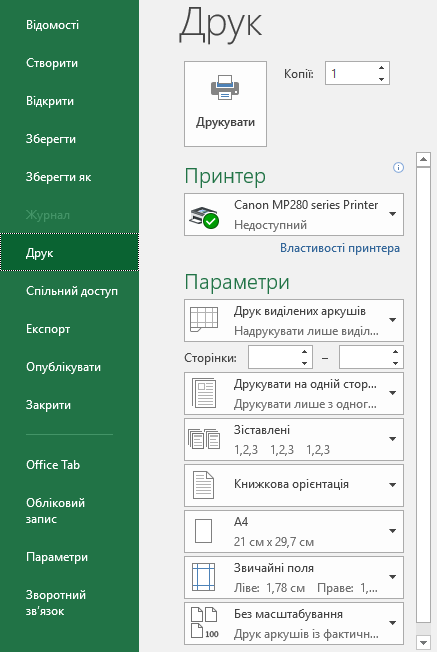 Відомості
Створити
Відкрити
Зберегти
Зберегти як
Журнал
Друк
Спільний доступ
Експорт
Опублікувати
Закрити
Office Tab
Обліковий
запис
Параметри
Зворотний
зв’язок
Друк
Друкувати
Копії: 1
Принтер
Canon MP280 series Printer
Недоступний
Властивості принтера
Параметри
Друк виділених аркушів
Надрукувати лише виділ...
Сторінки: –
Друкувати на одній стор...
Друкувати лише з одног...
Зіставлені
1,2,3 1,2,3 1,2,3
Книжкова орієнтація
A4
21 см x 29,7 см
Звичайні поля
Ліве: 1,78 см Праве: 1,...
Без масштабування
100
Друк аркушів із фактичн...